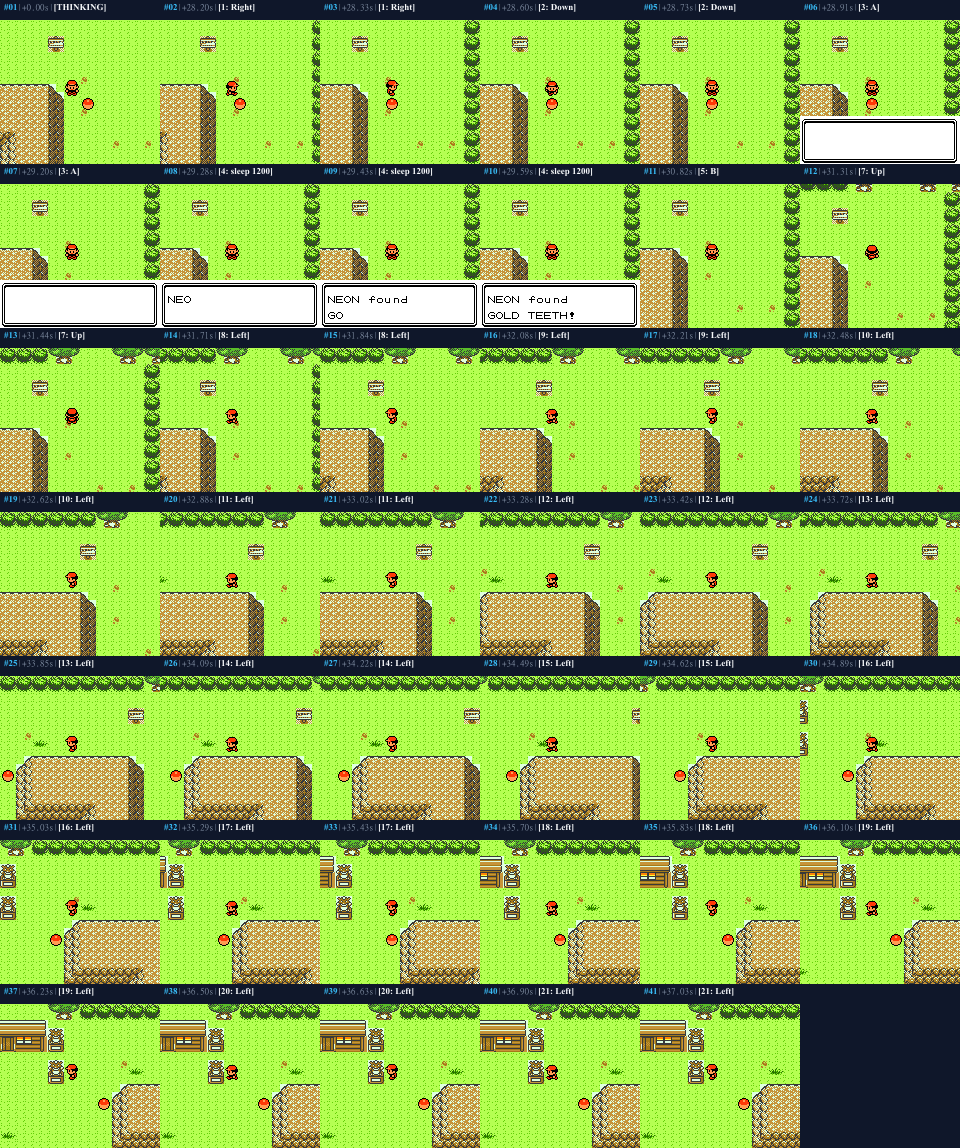 #01|+0.00s|[THINKING]
#02|+28.20s|[1: Right]
#03|+28.33s|[1: Right]
#04|+28.60s|[2: Down]
#05|+28.73s|[2: Down]
#06|+28.91s|[3: A]
#07|+29.20s|[3: A]
#08|+29.28s|[4: sleep 1200]
#09|+29.43s|[4: sleep 1200]
#10|+29.59s|[4: sleep 1200]
#11|+30.82s|[5: B]
#12|+31.31s|[7: Up]
NEO
NEON found
GO
NEON found
GOLD TEETH!
#13|+31.44s|[7: Up]
#14|+31.71s|[8: Left]
#15|+31.84s|[8: Left]
#16|+32.08s|[9: Left]
#17|+32.21s|[9: Left]
#18|+32.48s|[10: Left]
#19|+32.62s|[10: Left]
#20|+32.88s|[11: Left]
#21|+33.02s|[11: Left]
#22|+33.28s|[12: Left]
#23|+33.42s|[12: Left]
#24|+33.72s|[13: Left]
#25|+33.85s|[13: Left]
#26|+34.09s|[14: Left]
#27|+34.22s|[14: Left]
#28|+34.49s|[15: Left]
#29|+34.62s|[15: Left]
#30|+34.89s|[16: Left]
#31|+35.03s|[16: Left]
#32|+35.29s|[17: Left]
#33|+35.43s|[17: Left]
#34|+35.70s|[18: Left]
#35|+35.83s|[18: Left]
#36|+36.10s|[19: Left]
#37|+36.23s|[19: Left]
#38|+36.50s|[20: Left]
#39|+36.63s|[20: Left]
#40|+36.90s|[21: Left]
#41|+37.03s|[21: Left]